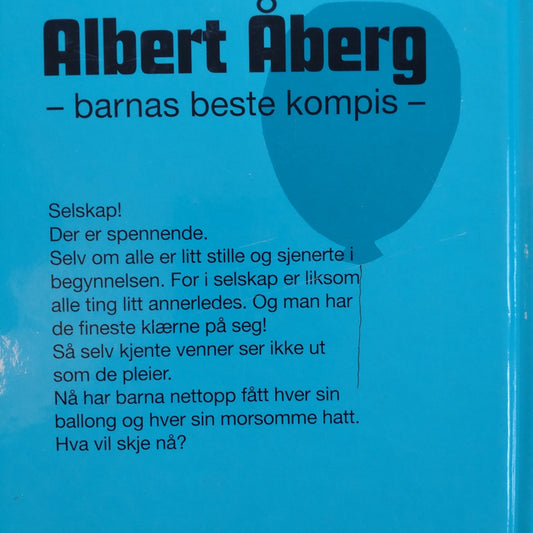 Albert Åberg
– barnas beste kompis –
Selskap!
Der er spennende.
Selv om alle er litt stille og sjenerte i
begynnelsen. For i selskap er liksom
alle ting litt annerledes. Og man har
de fineste klærne på seg!
Så selv kjente venner ser ikke ut
som de pleier.
Nå har barna nettopp fått hver sin
ballong og hver sin morsomme hatt.
Hva vil skje nå?